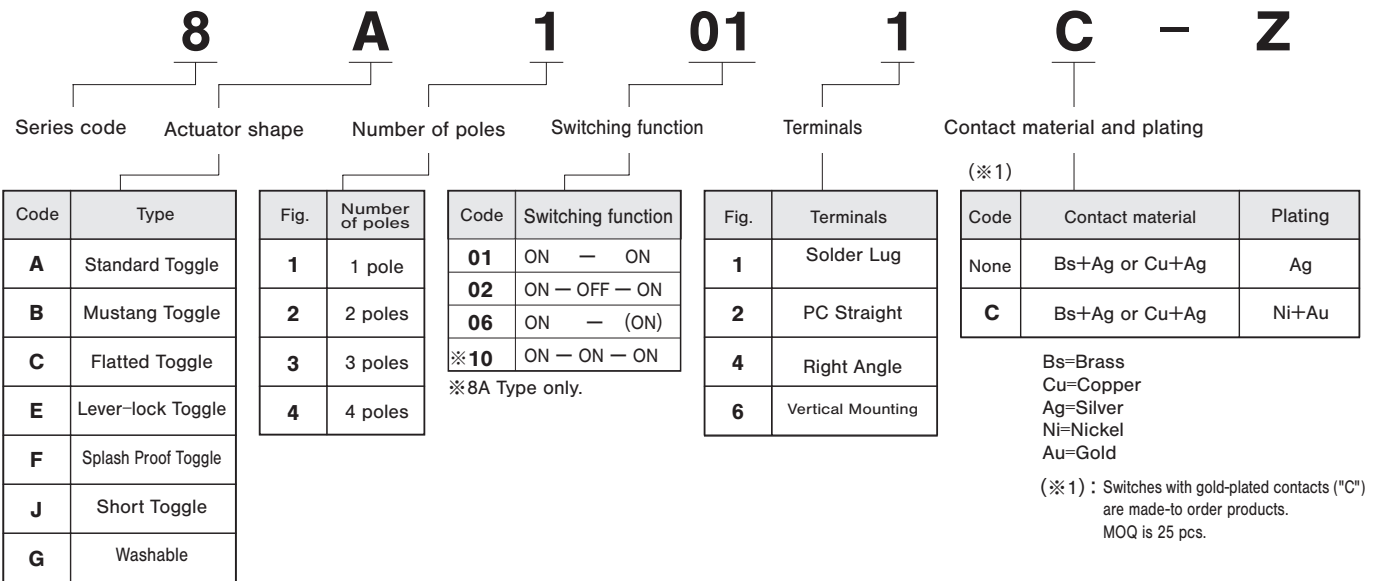 8 A 1 01 1 C － Z
Series code Actuator shape Number of poles Switching function Terminals Contact material and plating
(※1)
Code Type
A Standard Toggle
B Mustang Toggle
C Flatted Toggle
E Lever−lock Toggle
F Splash Proof Toggle
J Short Toggle
G Washable
Fig. Number of poles
1 1 pole
2 2 poles
3 3 poles
4 4 poles
Code Switching function
01 ON － ON
02 ON － OFF － ON
06 ON － (ON)
※10 ON － ON － ON
※8A Type only.
Fig. Terminals
1 Solder Lug
2 PC Straight
4 Right Angle
6 Vertical Mounting
Code Contact material Plating
None Bs+Ag or Cu+Ag Ag
C Bs+Ag or Cu+Ag Ni+Au
Bs=Brass
Cu=Copper
Ag=Silver
Ni=Nickel
Au=Gold
(※1) : Switches with gold-plated contacts ("C")
are made-to order products.
MOQ is 25 pcs.